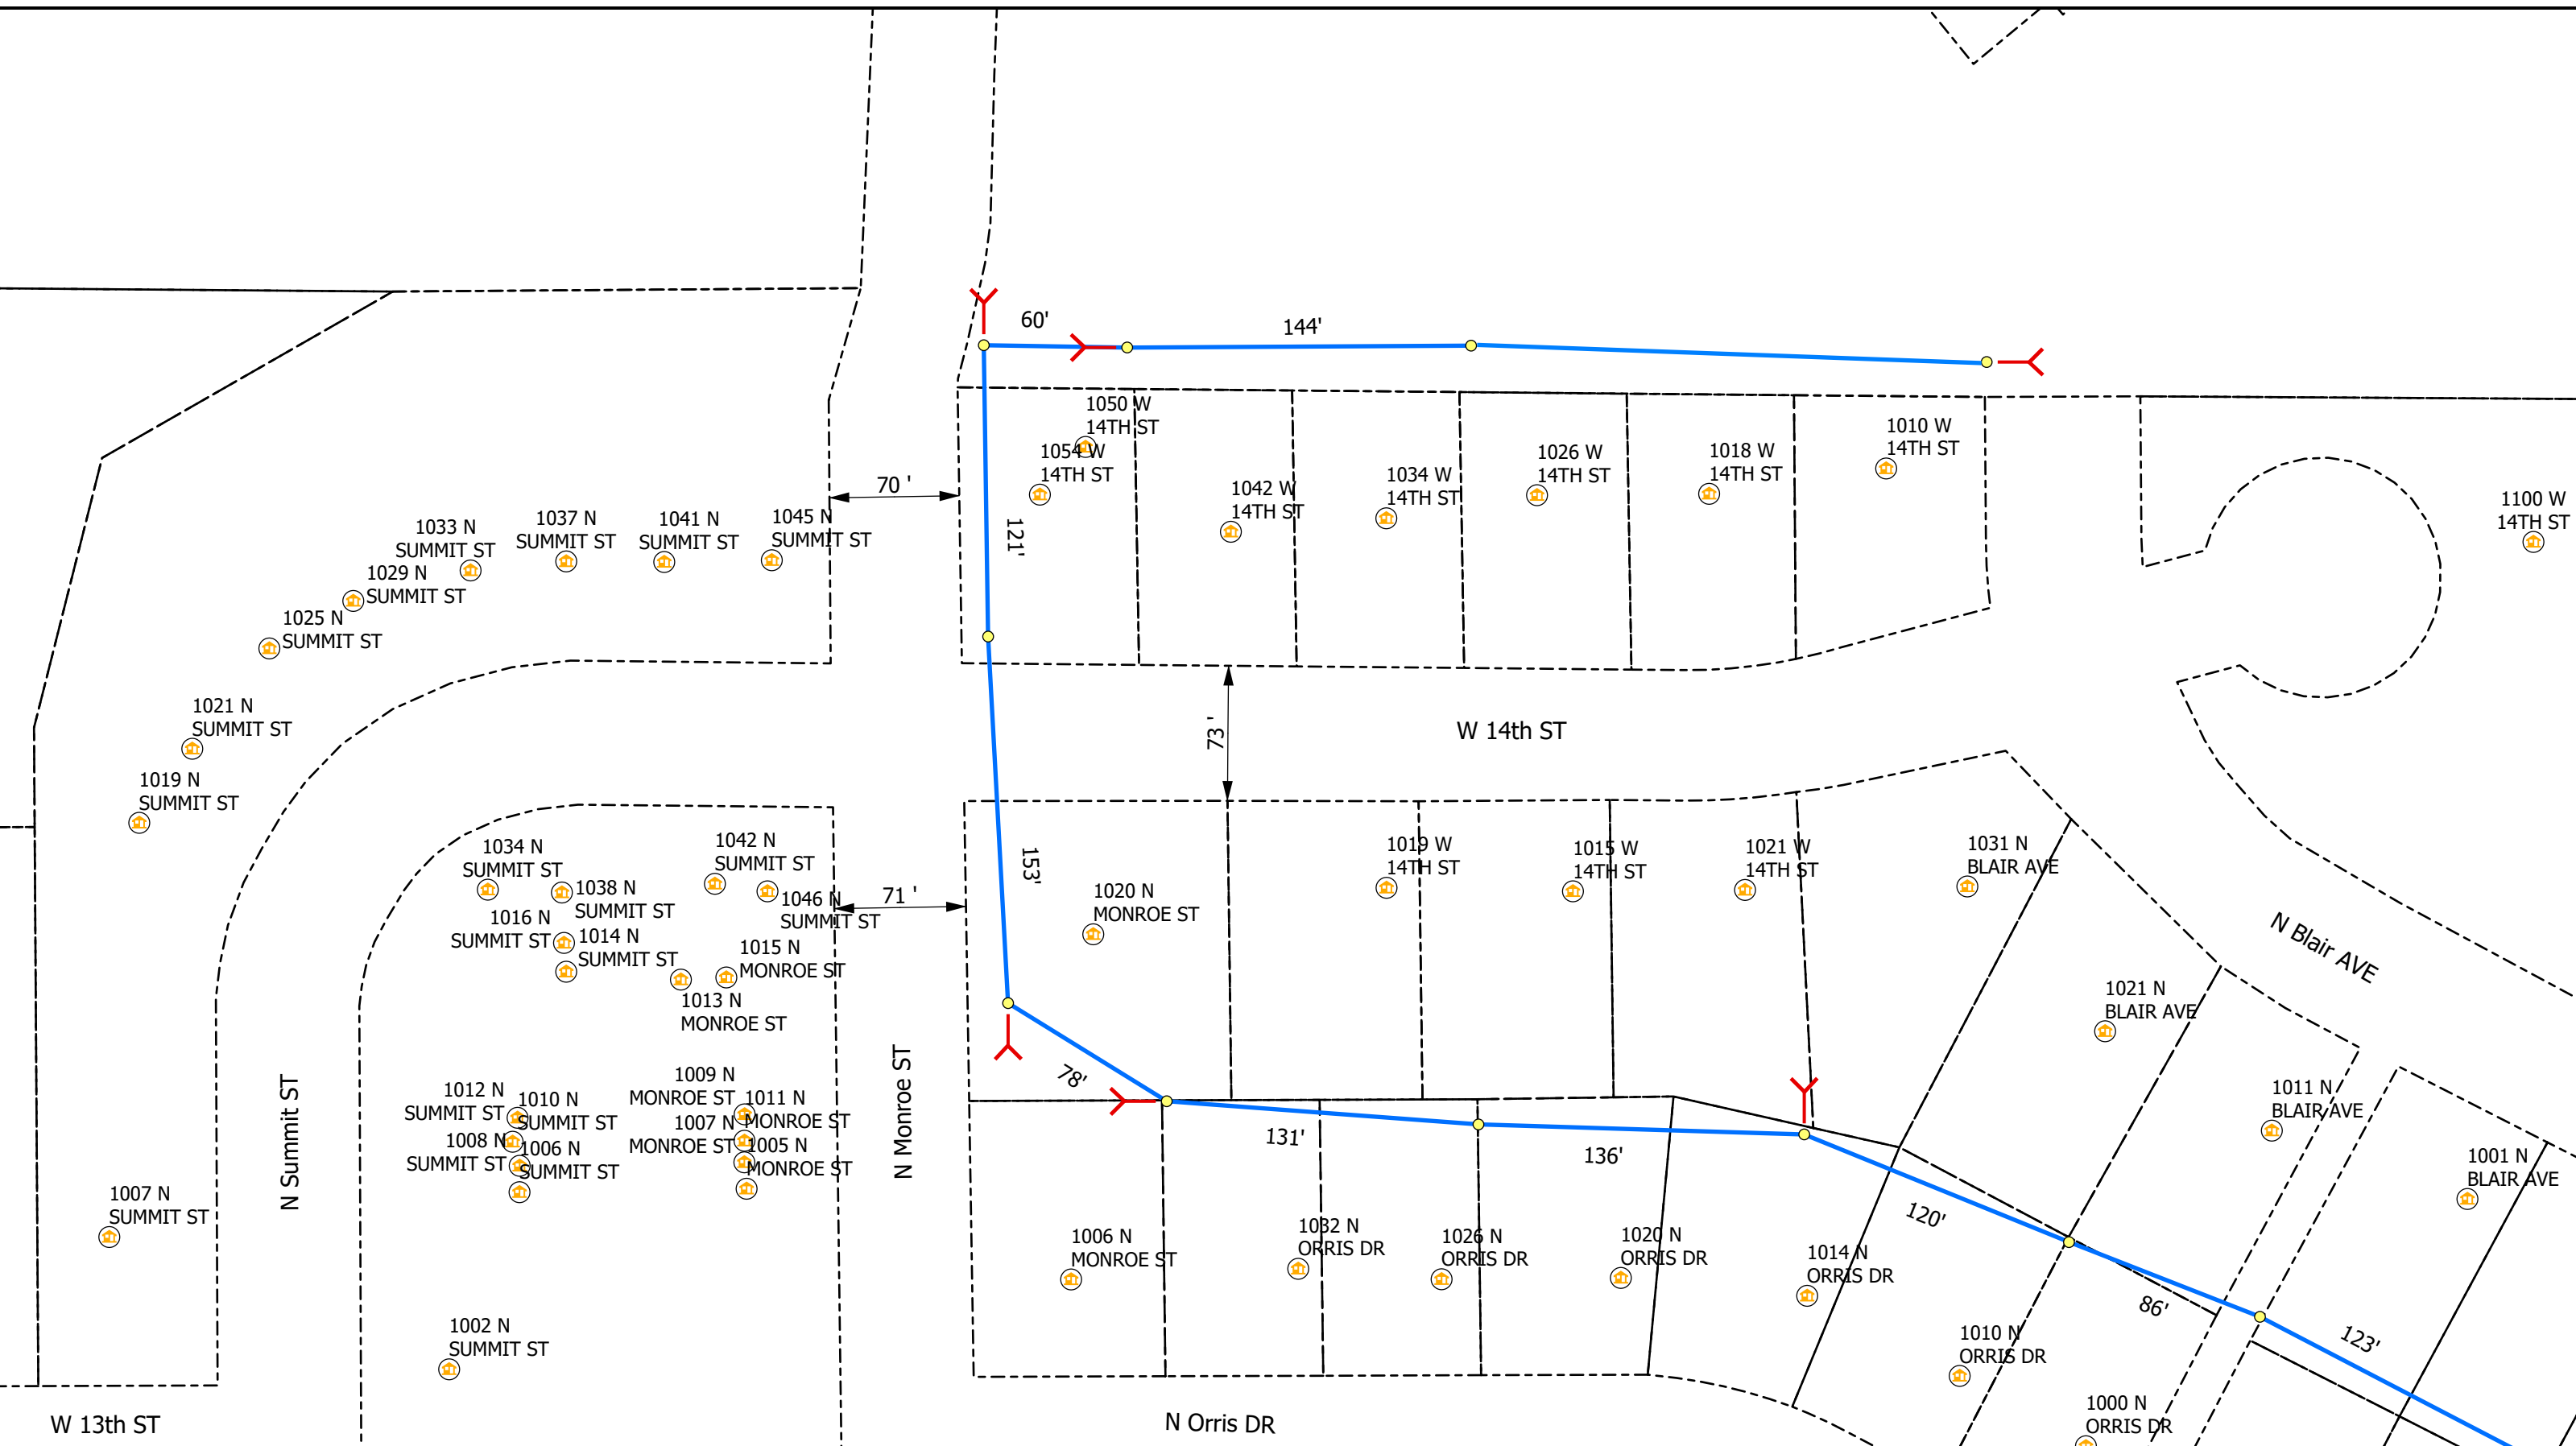 60'
144'
1050 W
14TH ST
1054 W
14TH ST
1010 W
14TH ST
1026 W
14TH ST
1018 W
14TH ST
1034 W
14TH ST
1042 W
14TH ST
70 '
1100 W
14TH ST
1033 N
SUMMIT ST
1037 N
SUMMIT ST
1041 N
SUMMIT ST
1045 N
SUMMIT ST
121'
1029 N
SUMMIT ST
1025 N
SUMMIT ST
1021 N
SUMMIT ST
73 '
W 14th ST
1019 N
SUMMIT ST
1034 N
SUMMIT ST
1042 N
SUMMIT ST
153'
1019 W
14TH ST
1015 W
14TH ST
1021 W
14TH ST
1031 N
BLAIR AVE
1038 N
SUMMIT ST
1046 N
SUMMIT ST
71 '
1020 N
MONROE ST
1016 N
SUMMIT ST
1014 N
SUMMIT ST
1015 N
MONROE ST
N Blair AVE
1013 N
MONROE ST
1021 N
BLAIR AVE
78'
1009 N
MONROE ST
1011 N
MONROE ST
1012 N
SUMMIT ST
1010 N
SUMMIT ST
N Summit ST
N Monroe ST
1007 N
MONROE ST
1005 N
MONROE ST
1008 N
SUMMIT ST
1006 N
SUMMIT ST
131'
136'
1011 N
BLAIR AVE
1001 N
BLAIR AVE
1007 N
SUMMIT ST
1006 N
MONROE ST
1032 N
ORRIS DR
1026 N
ORRIS DR
1020 N
ORRIS DR
1014 N
ORRIS DR
120'
86'
123'
1002 N
SUMMIT ST
1010 N
ORRIS DR
1000 N
ORRIS DR
W 13th ST
N Orris DR